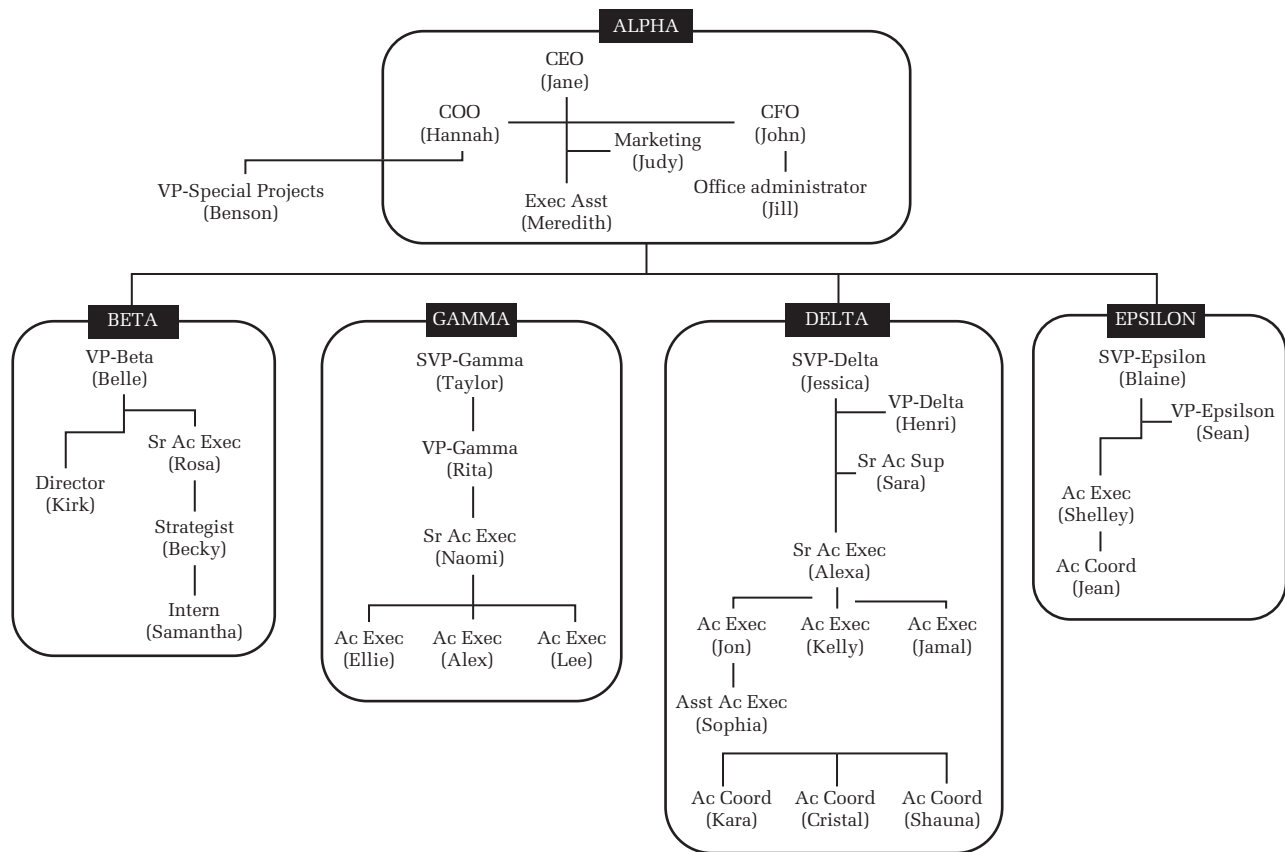 ALPHA
CEO
(Jane)
COO
(Hannah)
CFO
(John)
Marketing
(Judy)
VP-Special Projects
(Benson)
Exec Asst
(Meredith)
Office administrator
(Jill)
BETA
VP-Beta
(Belle)
Sr Ac Exec
(Rosa)
Director
(Kirk)
Strategist
(Becky)
Intern
(Samantha)
GAMMA
SVP-Gamma
(Taylor)
VP-Gamma
(Rita)
Sr Ac Exec
(Naomi)
Ac Exec
(Ellie)
Ac Exec
(Alex)
Ac Exec
(Lee)
DELTA
SVP-Delta
(Jessica)
VP-Delta
(Henri)
Sr Ac Sup
(Sara)
Sr Ac Exec
(Alexa)
Ac Exec
(Jon)
Ac Exec
(Kelly)
Ac Exec
(Jamal)
Asst Ac Exec
(Sophia)
Ac Coord
(Kara)
Ac Coord
(Cristal)
Ac Coord
(Shauna)
EPSILON
SVP-Epsilon
(Blaine)
VP-Epsilson
(Sean)
Ac Exec
(Shelley)
Ac Coord
(Jean)